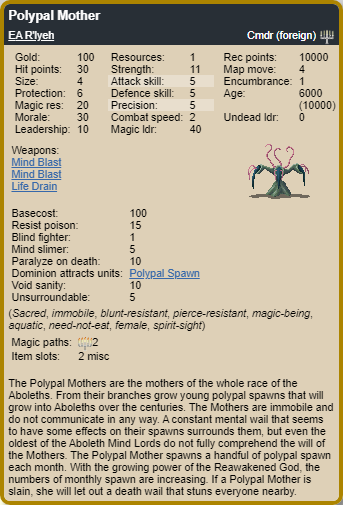 Polypal Mother
EA R'lyeh Cmdr (foreign)
Gold: 100 Resources: 1 Rec points: 10000
Hit points: 30 Strength: 11 Map move: 4
Size: 4 Attack skill: 5 Encumbrance: 1
Protection: 6 Defence skill: 5 Age: 6000
Magic res: 20 Precision: 5 (10000)
Morale: 30 Combat speed: 2 Undead ldr: 0
Leadership: 10 Magic ldr: 40
Weapons:
Mind Blast
Mind Blast
Life Drain
Basecost: 100
Resist poison: 15
Blind fighter: 1
Mind slimer: 5
Paralyze on death: 10
Dominion attracts units: Polypal Spawn
Void sanity: 10
Unsurroundable: 5
(Sacred, immobile, blunt-resistant, pierce-resistant, magic-being,
aquatic, need-not-eat, female, spirit-sight)
Magic paths: 2
Item slots: 2 misc
The Polypal Mothers are the mothers of the whole race of the
Aboleths. From their branches grow young polypal spawns that will
grow into Aboleths over the centuries. The Mothers are immobile and
do not communicate in any way. A constant mental wail that seems
to have some effects on their spawns surrounds them, but even the
oldest of the Aboleth Mind Lords do not fully comprehend the will of
the Mothers. The Polypal Mother spawns a handful of polypal spawn
each month. With the growing power of the Reawakened God, the
numbers of monthly spawn are increasing. If a Polypal Mother is
slain, she will let out a death wail that stuns everyone nearby.